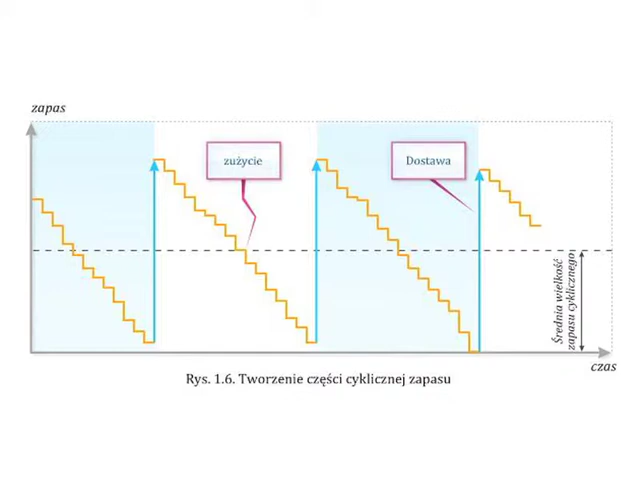 zapas
zużycie
Dostawa
Średnia wielkość
zapasu cyklicznego
czas
Rys. 1.6. Tworzenie części cyklicznej zapasu